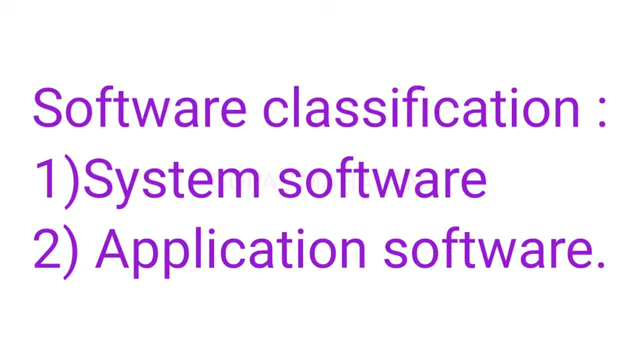 Software classification :
1)System software
2) Application software.